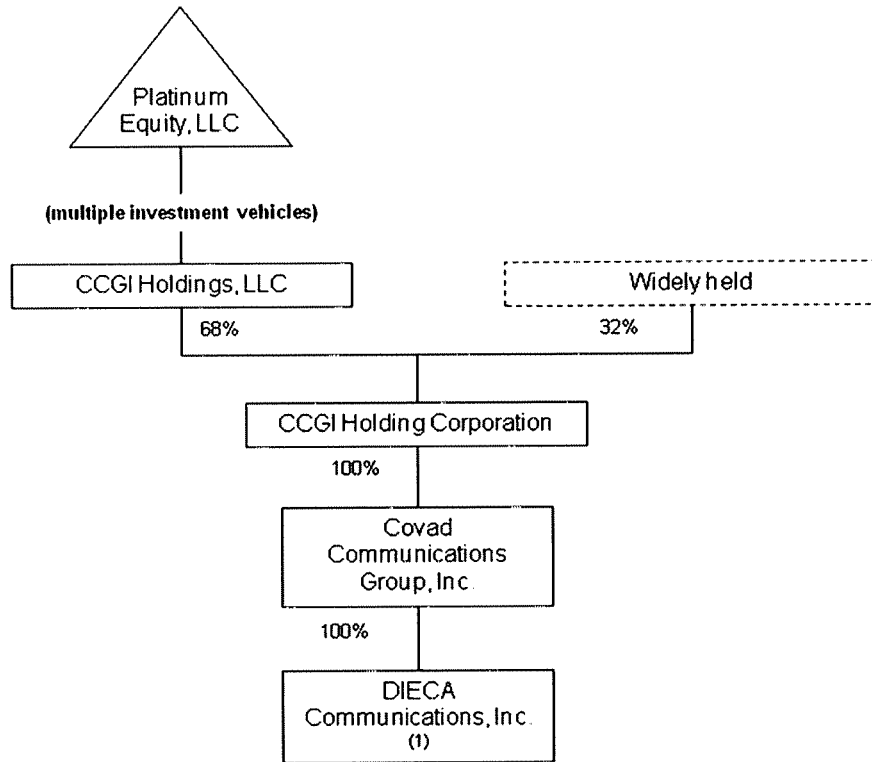 Platinum
Equity, LLC
(multiple investment vehicles)
CCGI Holdings, LLC
Widely held
68%
32%
CCGI Holding Corporation
100%
Covad
Communications
Group, Inc.
100%
DIECA
Communications, Inc.
(1)